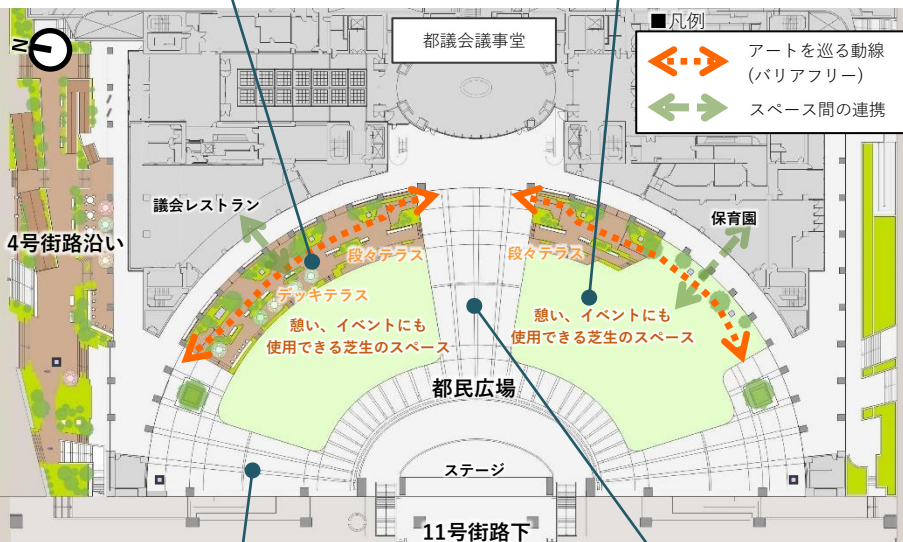 N
都議会議事堂
■凡例
アートを巡る動線
(バリアフリー)
スペース間の連携
議会レストラン
保育園
4号街路沿い
段々テラス
段々テラス
デッキテラス
憩い、イベントにも
使用できる芝生のスペース
憩い、イベントにも
使用できる芝生のスペース
都民広場
ステージ
11号街路下